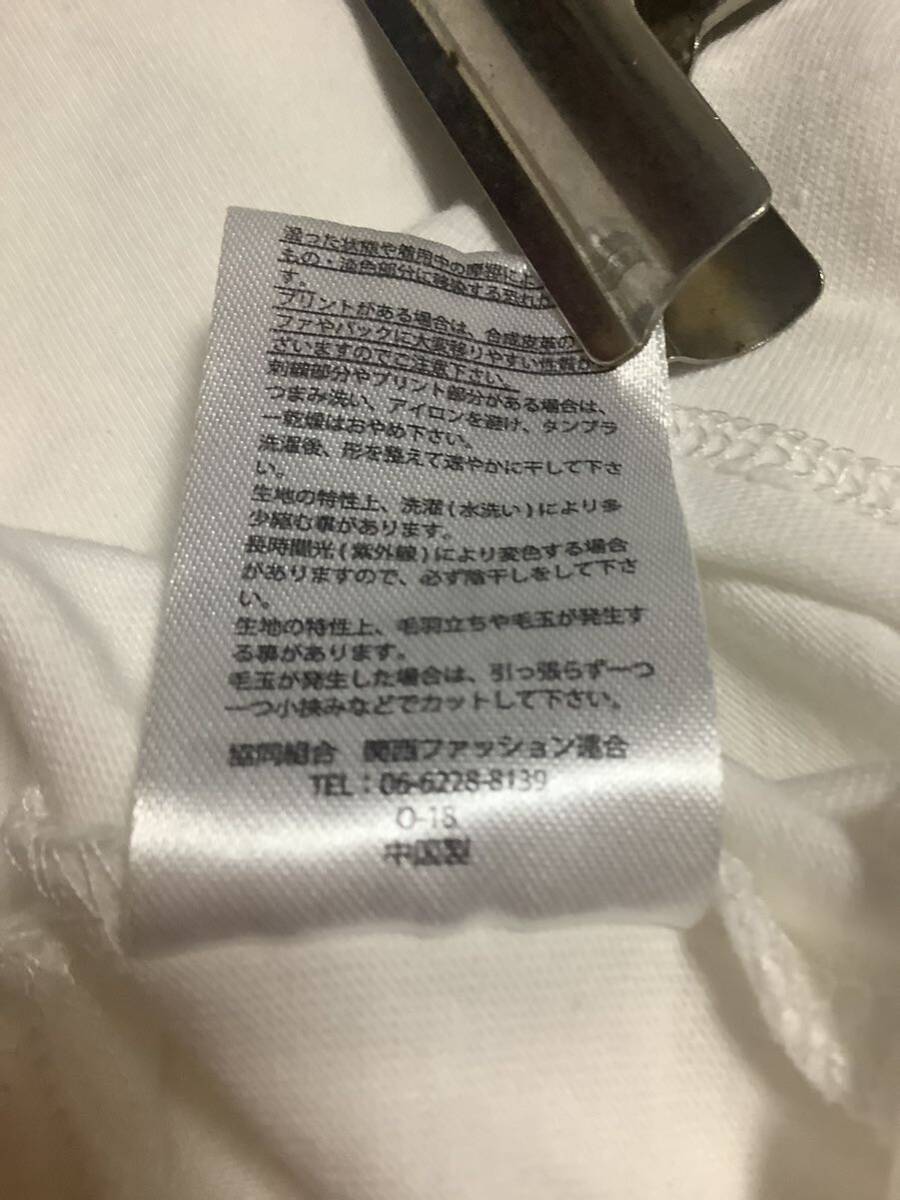 湿った状態や着用中の摩擦によ
もの・淡色部分に移染する恐れ
す。
プリントがある場合は、合成皮革の
ファやバックに大変移りやすい性質が
ざいますのでご注意下さい。
刺繍部分やプリント部分がある場合は、
つまみ洗い、アイロンを避け、タンブラ
ー乾燥はおやめ下さい。
洗濯後、形を整えて速やかに干して下さ
い。
生地の特性上、洗濯(水洗い)により多
少縮む事があります。
長時間光(紫外線)により変色する場合
がありますので、必ず陰干しをして下さ
い。
生地の特性上、毛羽立ちや毛玉が発生す
る事があります。
毛玉が発生した場合は、引っ張らず一つ
一つ小挟みなどでカットして下さい。
協同組合 関西ファッション連合
TEL：06-6228-8139
O-18
中国製